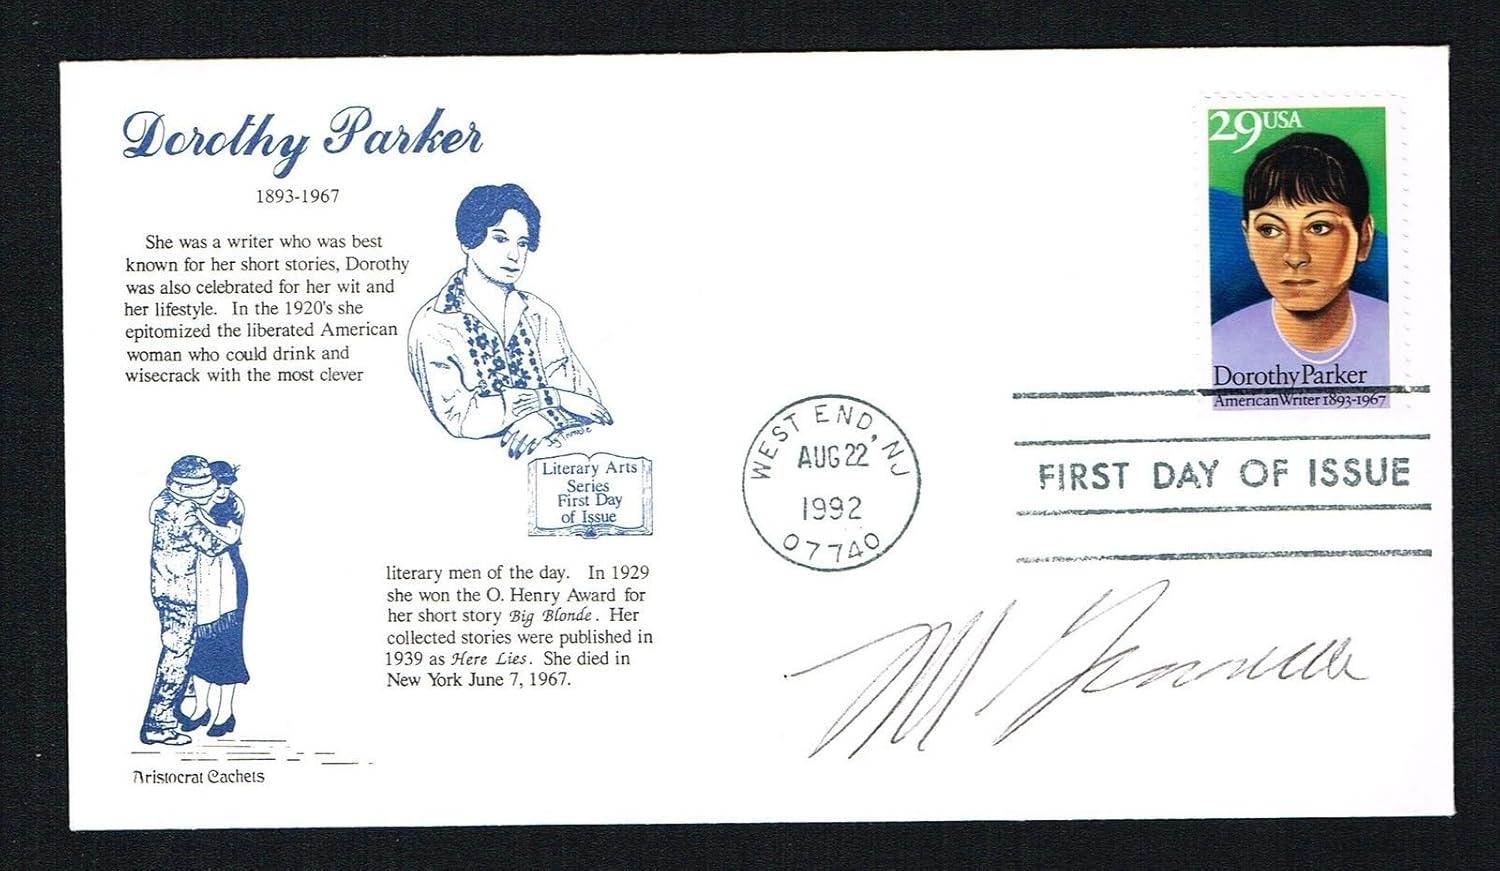 Dorothy Parker
1893-1967
She was a writer who was best
known for her short stories, Dorothy
was also celebrated for her wit and
her lifestyle. In the 1920's she
epitomized the liberated American
woman who could drink and
wisecrack with the most clever
Literary Arts
Series
First Day
of Issue
literary men of the day. In 1929
she won the O. Henry Award for
her short story Big Blonde. Her
collected stories were published in
1939 as Here Lies. She died in
New York June 7, 1967.
Aristocrat Cachets
29USA
Dorothy Parker
American Writer 1893-1967
WEST END, NJ
AUG 22
1992
07740
FIRST DAY OF ISSUE